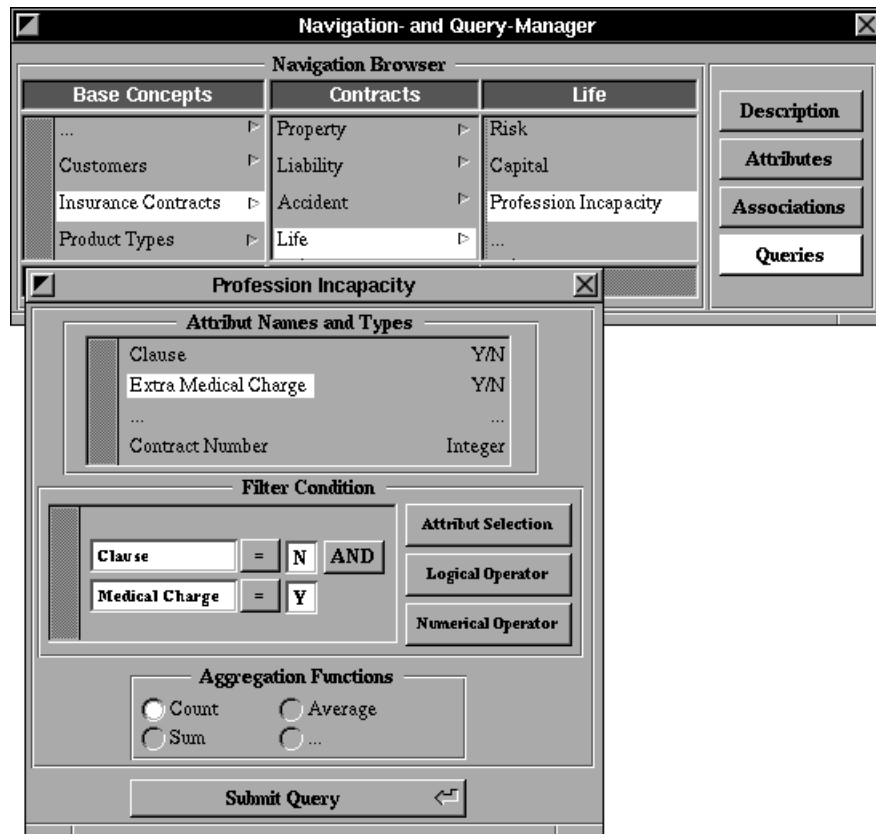 Navigation- and Query-Manager
Navigation Browser
Base Concepts Contracts Life
... Property Risk
Customers Liability Capital
Insurance Contracts Accident Profession Incapacity
Product Types Life ...
Description
Attributes
Associations
Queries
Profession Incapacity
Attribut Names and Types
Clause Y/N
Extra Medical Charge Y/N
... ...
Contract Number Integer
Filter Condition
Clause = N AND
Medical Charge = Y
Attribut Selection
Logical Operator
Numerical Operator
Aggregation Functions
Count Average
Sum ...
Submit Query